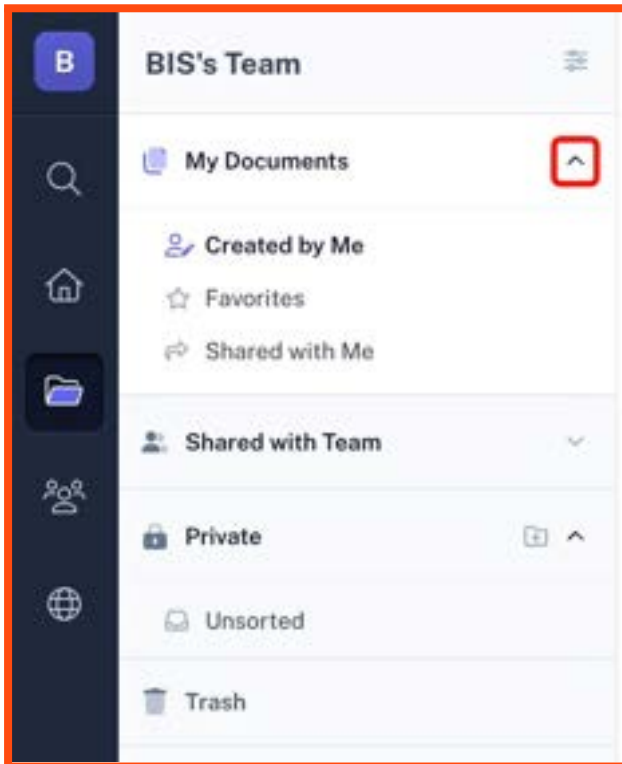 B
BIS's Team
My Documents
Created by Me
Favorites
Shared with Me
Shared with Team
Private
Unsorted
Trash